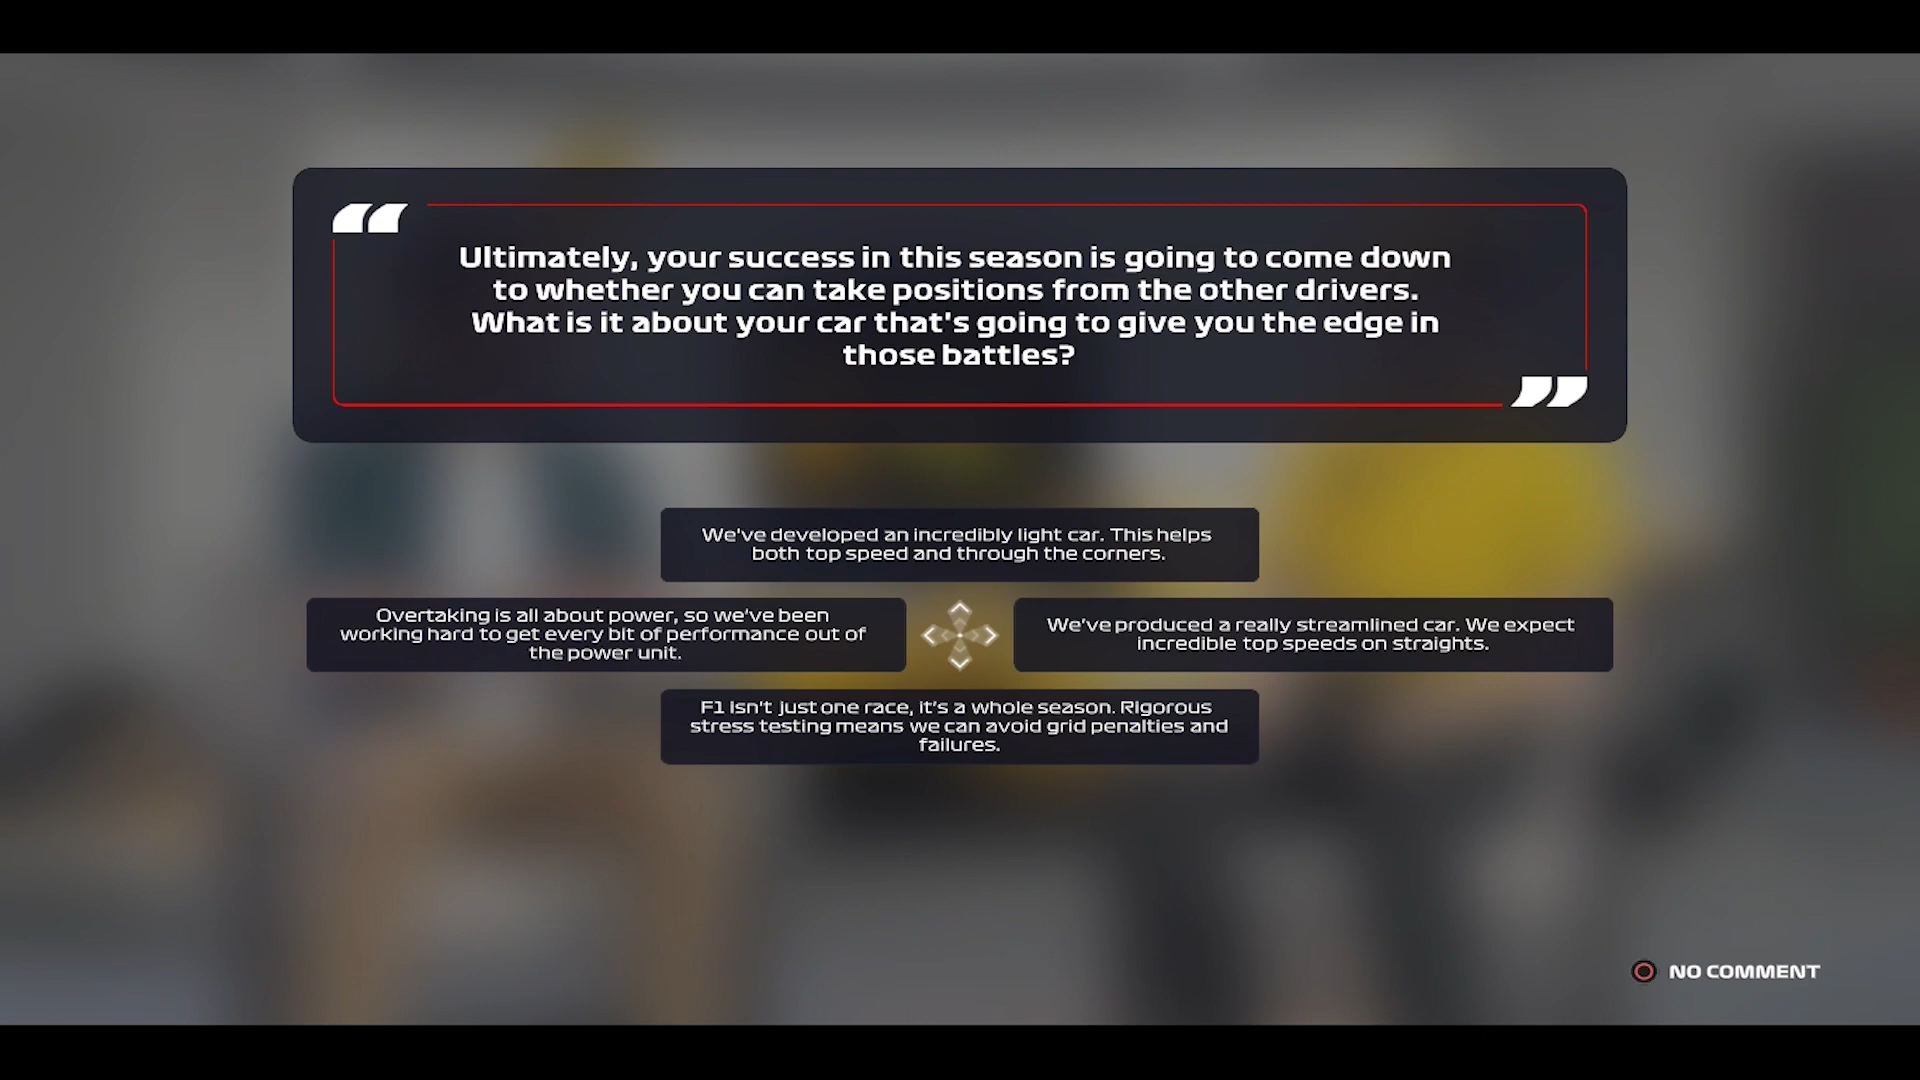 Ultimately, your success in this season is going to come down
to whether you can take positions from the other drivers.
What is it about your car that's going to give you the edge in
those battles?
We've developed an incredibly light car. This helps
both top speed and through the corners.
Overtaking is all about power, so we've been
working hard to get every bit of performance out of
the power unit.
We've produced a really streamlined car. We expect
incredible top speeds on straights.
F1 isn't just one race, it's a whole season. Rigorous
stress testing means we can avoid grid penalties and
failures.
NO COMMENT